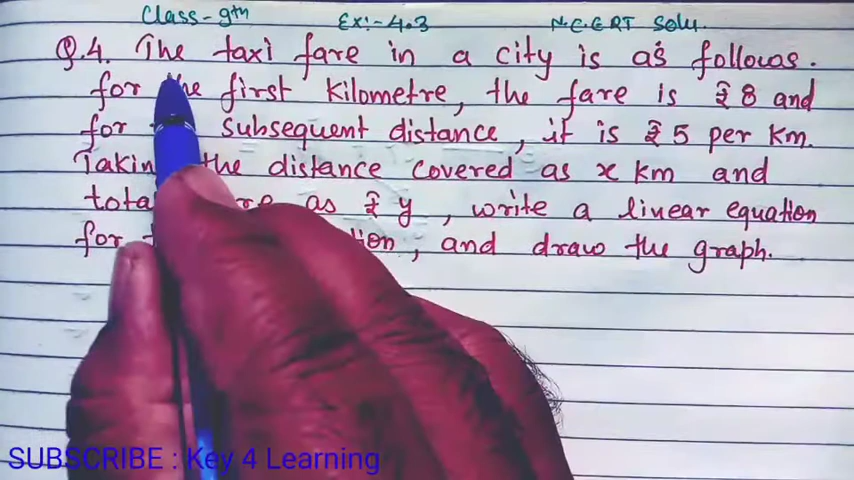 Class-9th Ex:-4.3 N.C.E.RT Solu.
Q.4. The taxi fare in a city is as follows.
for the first kilometre, the fare is ₹8 and
for subsequent distance, it is ₹5 per km.
Taking the distance covered as x km and
as ₹y, write a linear equation
for, and draw the graph.
SUBSCRIBE : Key 4 Learning